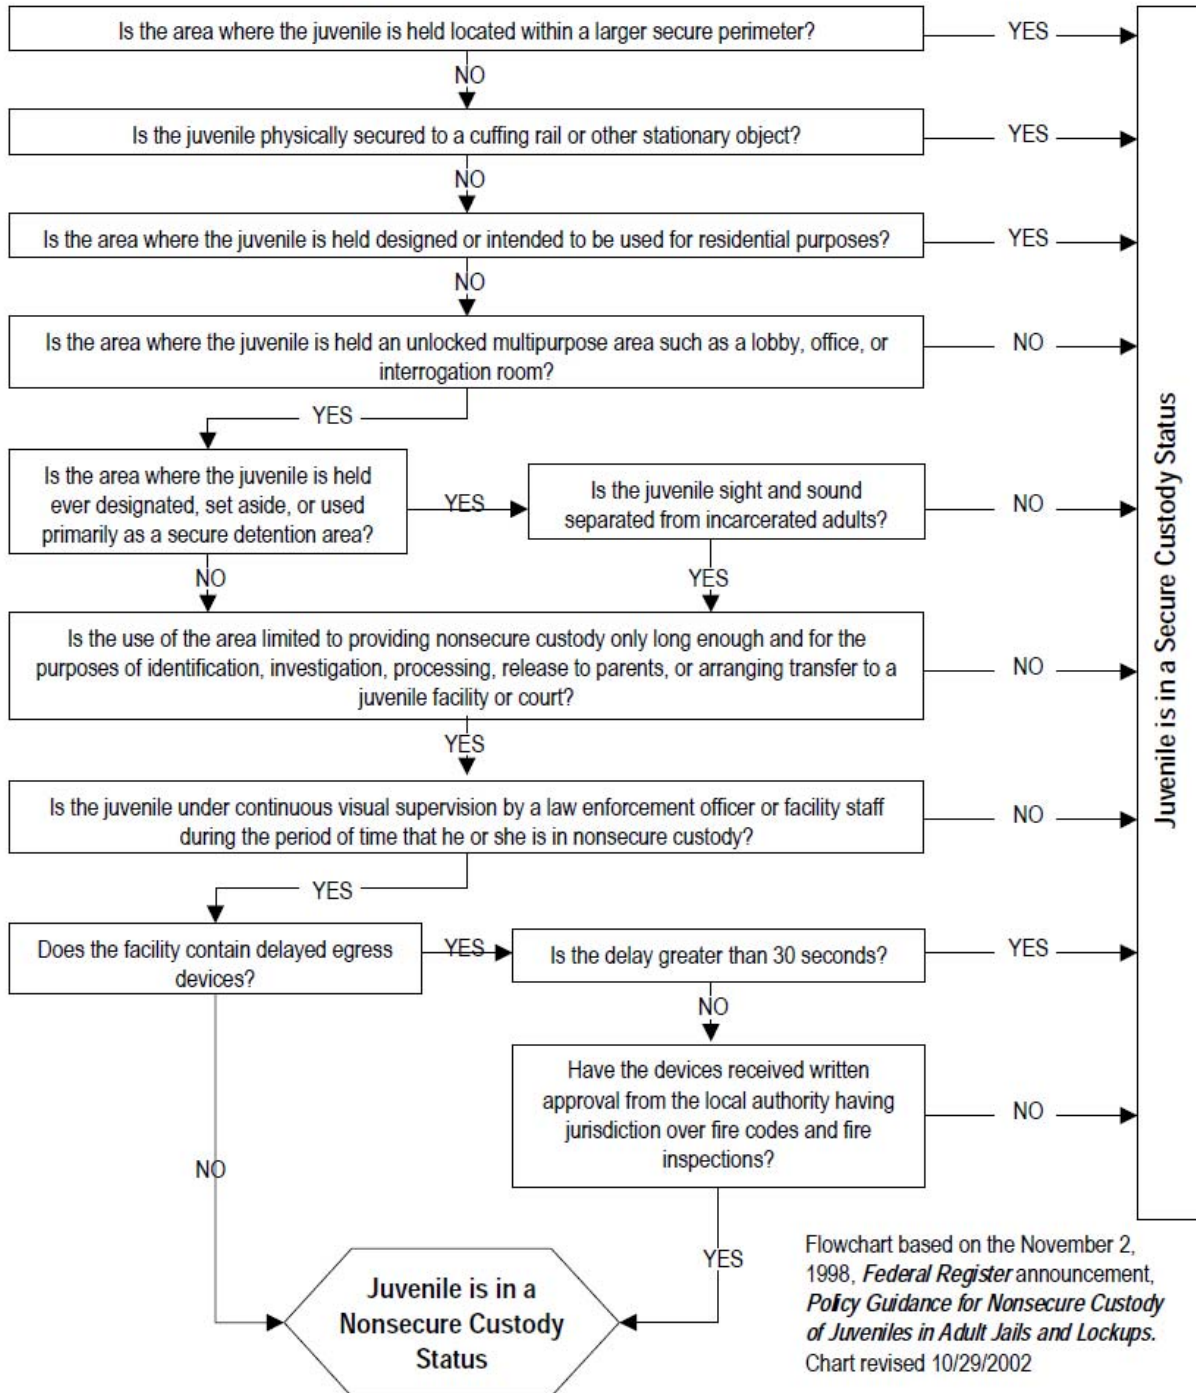 Is the area where the juvenile is held located within a larger secure perimeter?
YES
NO
Is the juvenile physically secured to a cuffing rail or other stationary object?
YES
NO
Is the area where the juvenile is held designed or intended to be used for residential purposes?
YES
NO
Is the area where the juvenile is held an unlocked multipurpose area such as a lobby, office, or
interrogation room?
NO
YES
Is the area where the juvenile is held
ever designated, set aside, or used
primarily as a secure detention area?
YES
Is the juvenile sight and sound
separated from incarcerated adults?
NO
NO
YES
Is the use of the area limited to providing nonsecure custody only long enough and for the
purposes of identification, investigation, processing, release to parents, or arranging transfer to a
juvenile facility or court?
NO
YES
Is the juvenile under continuous visual supervision by a law enforcement officer or facility staff
during the period of time that he or she is in nonsecure custody?
NO
YES
Does the facility contain delayed egress
devices?
YES
Is the delay greater than 30 seconds?
YES
NO
Have the devices received written
approval from the local authority having
jurisdiction over fire codes and fire
inspections?
NO
NO
YES
Juvenile is in a
Nonsecure Custody
Status
Juvenile is in a Secure Custody Status
Flowchart based on the November 2,
1998, Federal Register announcement,
Policy Guidance for Nonsecure Custody
of Juveniles in Adult Jails and Lockups.
Chart revised 10/29/2002